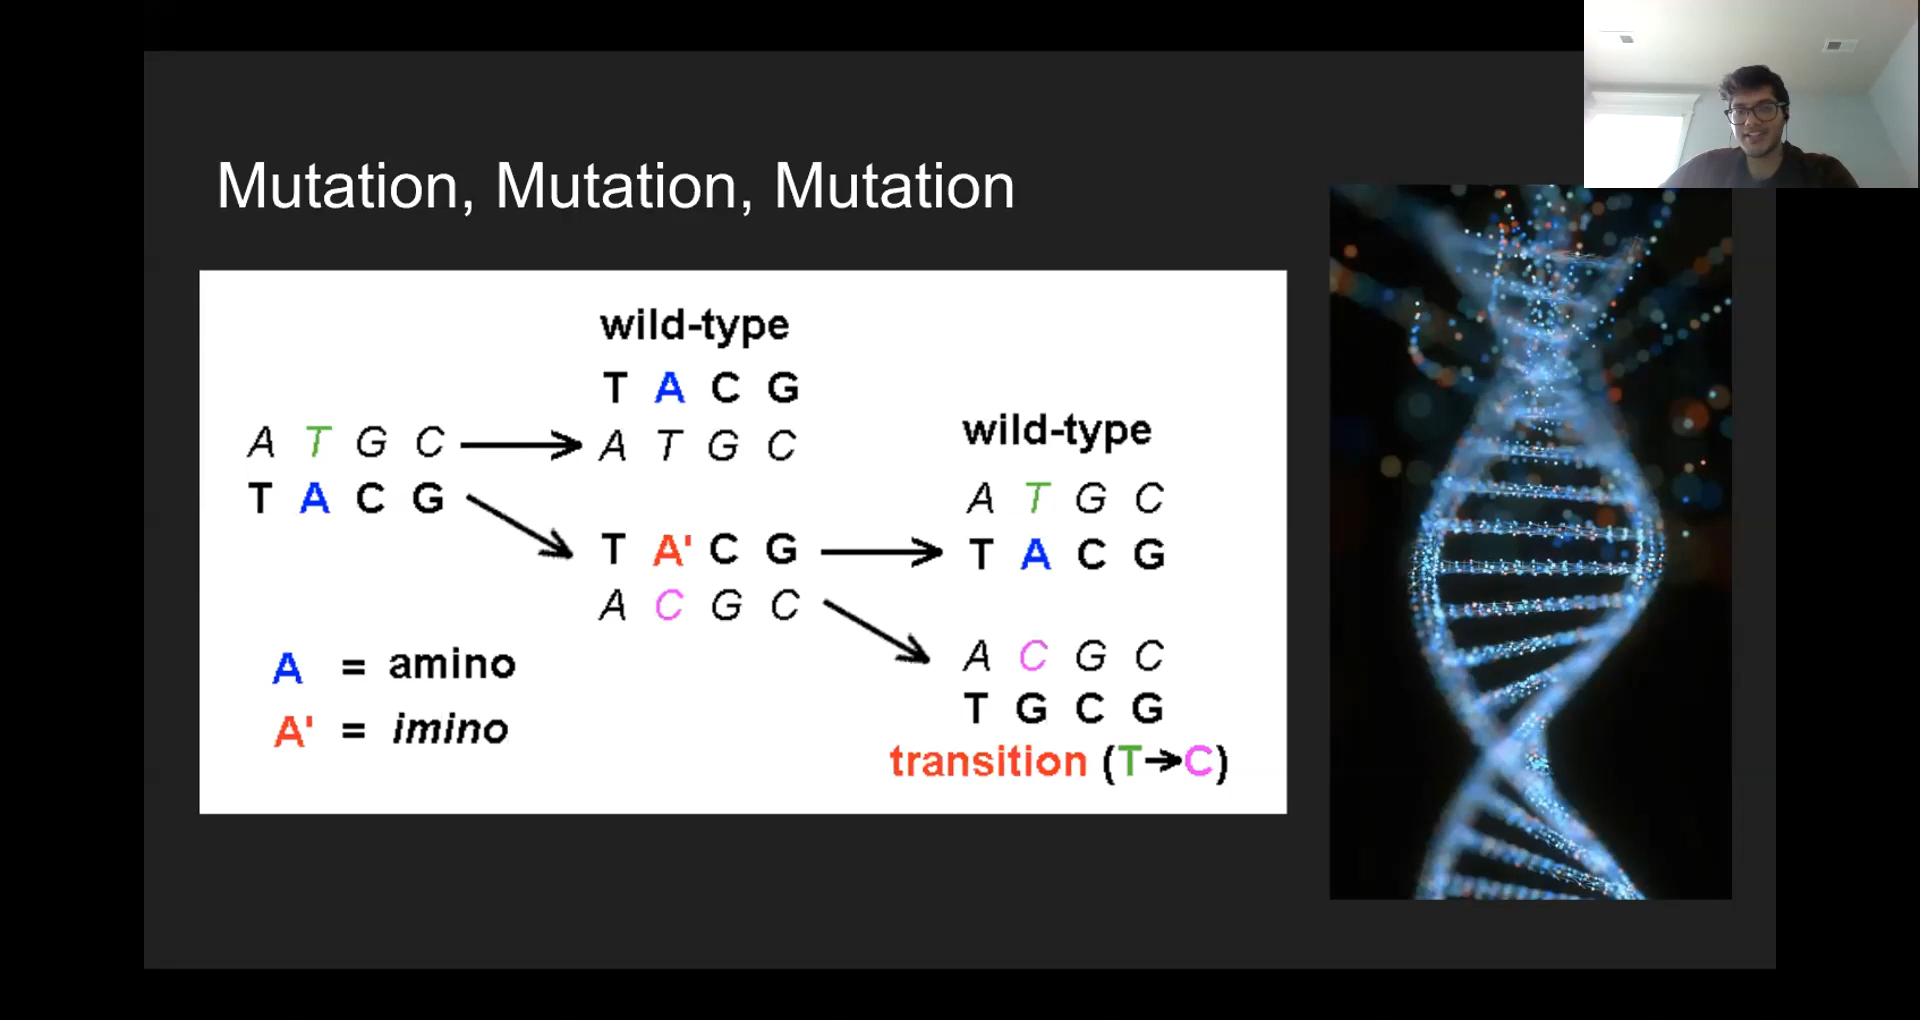 Mutation, Mutation, Mutation
wild-type
T A C G
A T G C
A T G C
T A C G
T A' C G
A C G C
wild-type
A T G C
T A C G
A C G C
T G C G
transition (T→C)
A = amino
A' = imino